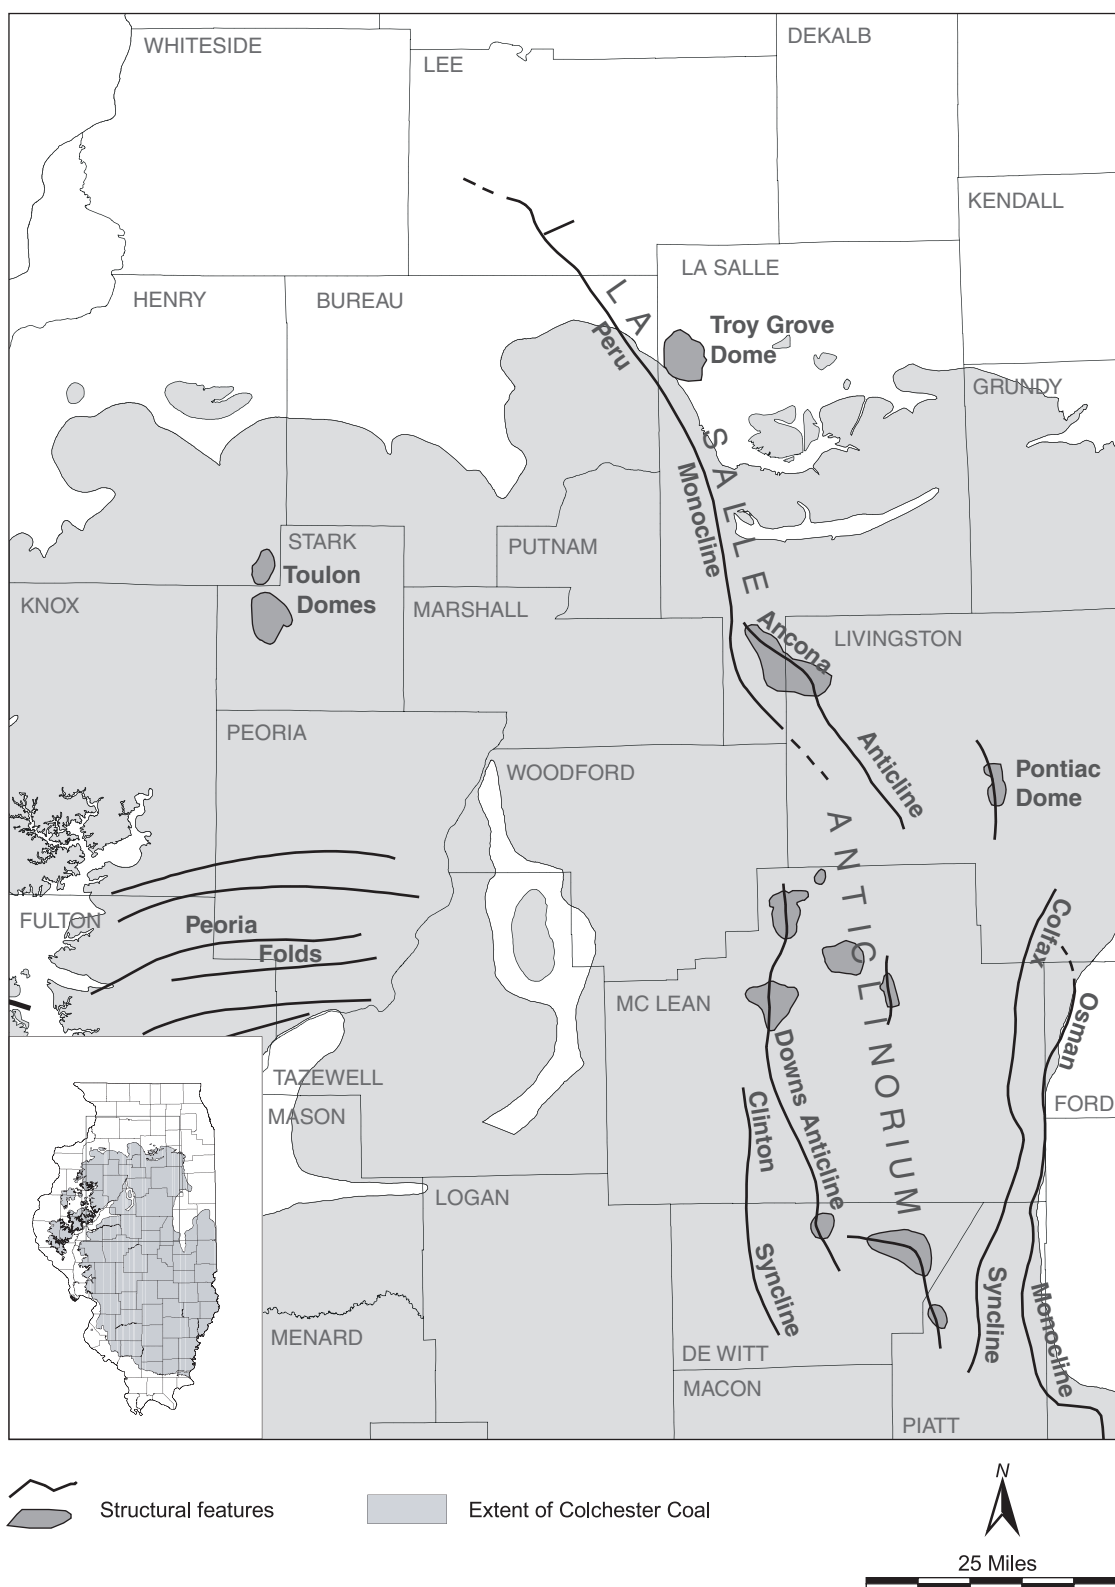 WHITESIDE
LEE
DEKALB
KENDALL
LA SALLE
HENRY
BUREAU
LA SALLE ANTICLINORIUM
Troy Grove
Dome
Peru Monocline
GRUNDY
STARK
PUTNAM
Toulon
Domes
KNOX
MARSHALL
Ancona Anticline
LIVINGSTON
PEORIA
WOODFORD
Pontiac
Dome
FULTON
Peoria
Folds
Colfax Syncline
MC LEAN
Osman Monocline
TAZEWELL
MASON
Downs Anticline
Clinton Syncline
FORD
LOGAN
MENARD
DE WITT
MACON
PIATT
Structural features
Extent of Colchester Coal
N
25 Miles